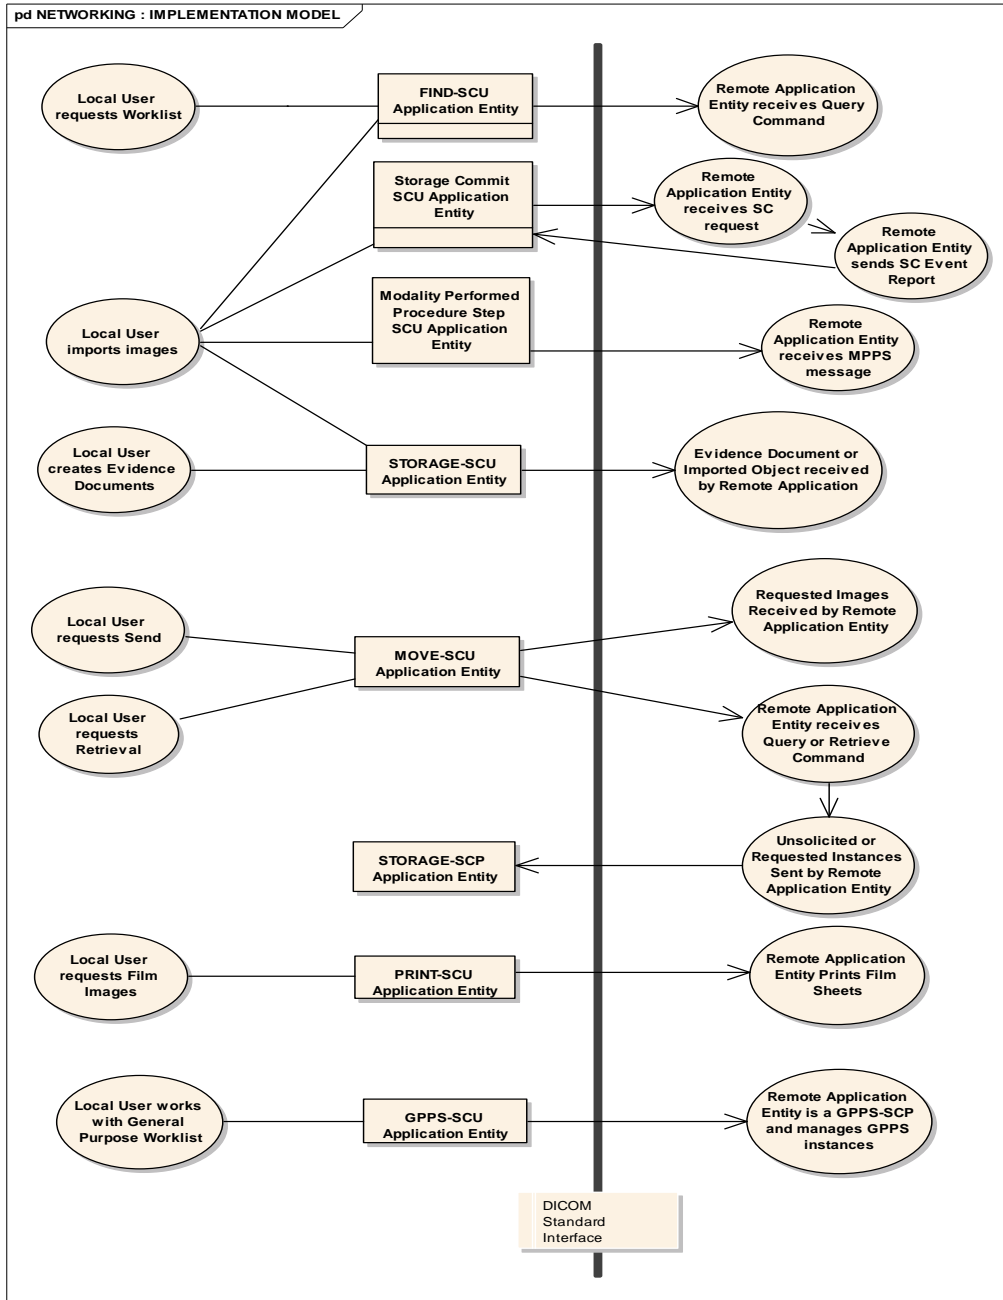 pd NETWORKING : IMPLEMENTATION MODEL
Local User
requests Worklist
FIND-SCU
Application Entity
Remote Application
Entity receives Query
Command
Storage Commit
SCU Application
Entity
Remote
Application Entity
receives SC
request
Remote
Application Entity
sends SC Event
Report
Local User
imports images
Modality Performed
Procedure Step
SCU Application
Entity
Remote
Application Entity
receives MPPS
message
Local User
creates Evidence
Documents
STORAGE-SCU
Application Entity
Evidence Document or
Imported Object received
by Remote Application
Local User
requests Send
MOVE-SCU
Application Entity
Requested Images
Received by Remote
Application Entity
Local User
requests
Retrieval
Remote Application
Entity receives
Query or Retrieve
Command
STORAGE-SCP
Application Entity
Unsolicited or
Requested Instances
Sent by Remote
Application Entity
Local User
requests Film
Images
PRINT-SCU
Application Entity
Remote Application
Entity Prints Film
Sheets
Local User works
with General
Purpose Worklist
GPPS-SCU
Application Entity
Remote Application
Entity is a GPPS-SCP
and manages GPPS
instances
DICOM
Standard
Interface